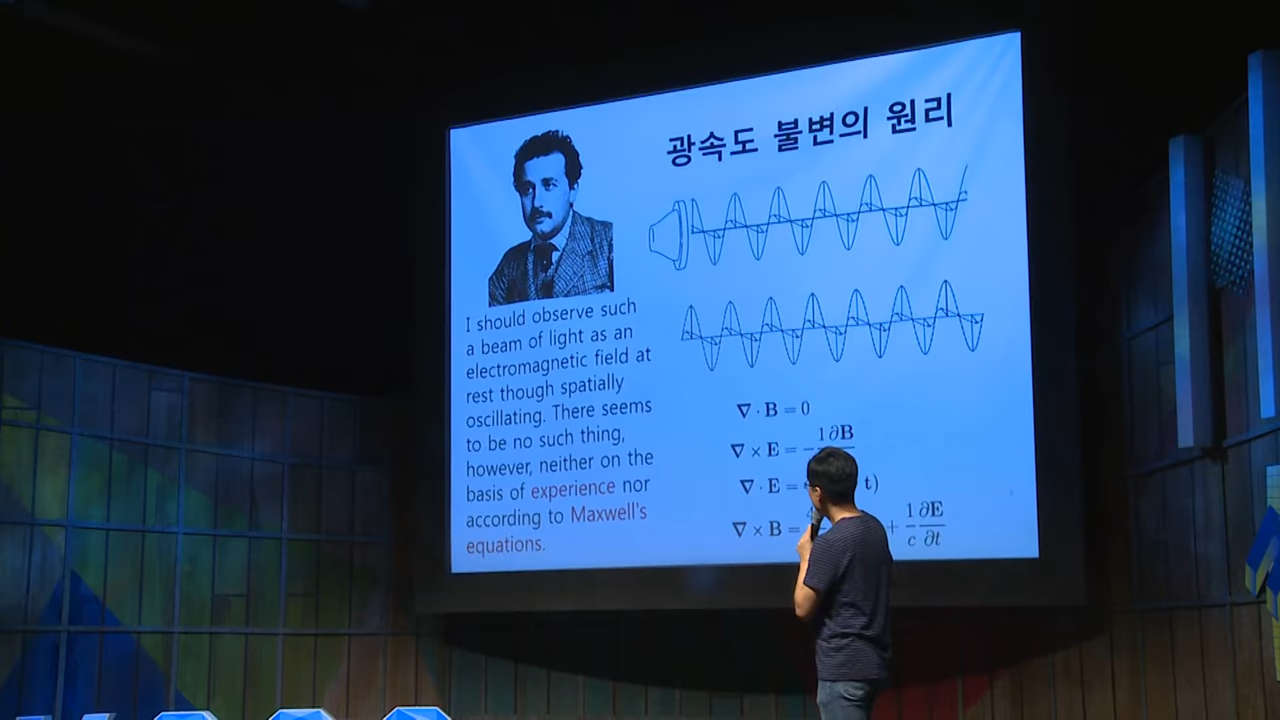 광속도 불변의 원리
I should observe such
a beam of light as an
electromagnetic field at
rest though spatially
oscillating. There seems
to be no such thing,
however, neither on the
basis of experience nor
according to Maxwell's
equations.
∇ · B = 0
∇ × E = - 1 ∂B
∇ · E = t)
∇ × B = 4 + 1/c ∂E/∂t